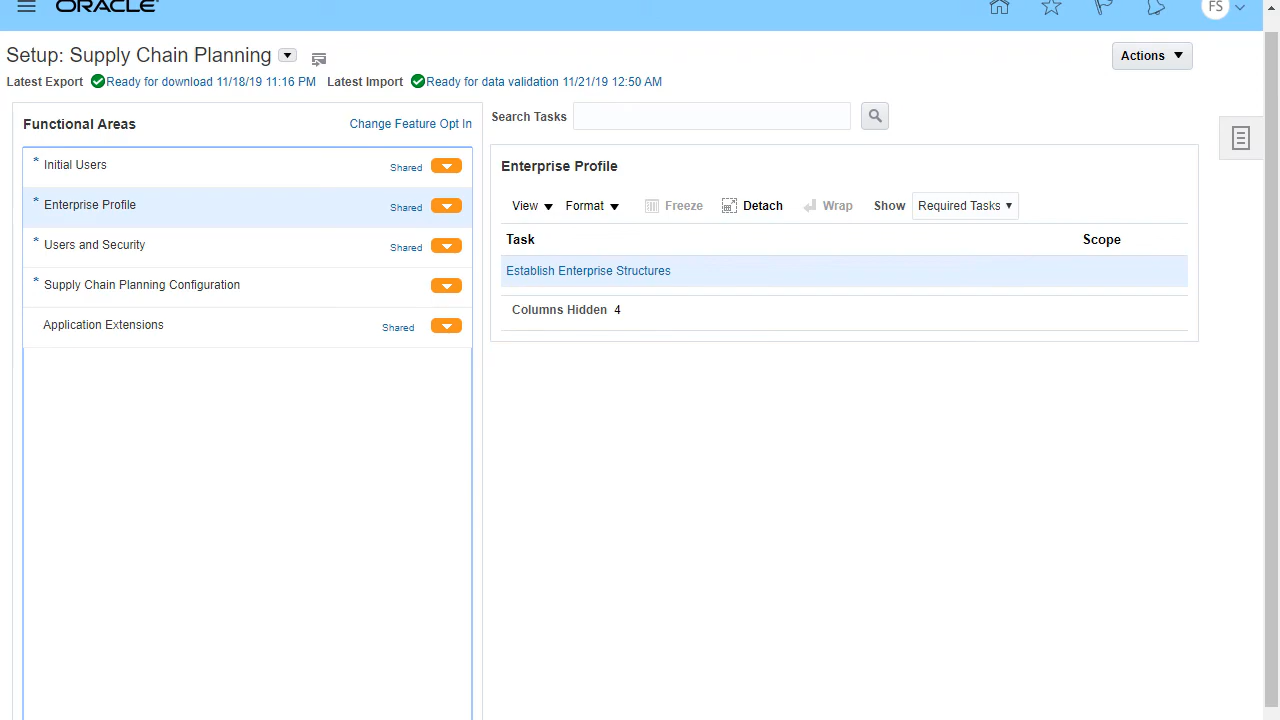 ORACLE
FS
Setup: Supply Chain Planning
Actions
Latest Export Ready for download 11/18/19 11:16 PM Latest Import Ready for data validation 11/21/19 12:50 AM
Functional Areas
Change Feature Opt In
* Initial Users Shared
* Enterprise Profile Shared
* Users and Security Shared
* Supply Chain Planning Configuration
Application Extensions Shared
Search Tasks
Enterprise Profile
View Format Freeze Detach Wrap Show Required Tasks
Task Scope
Establish Enterprise Structures
Columns Hidden 4